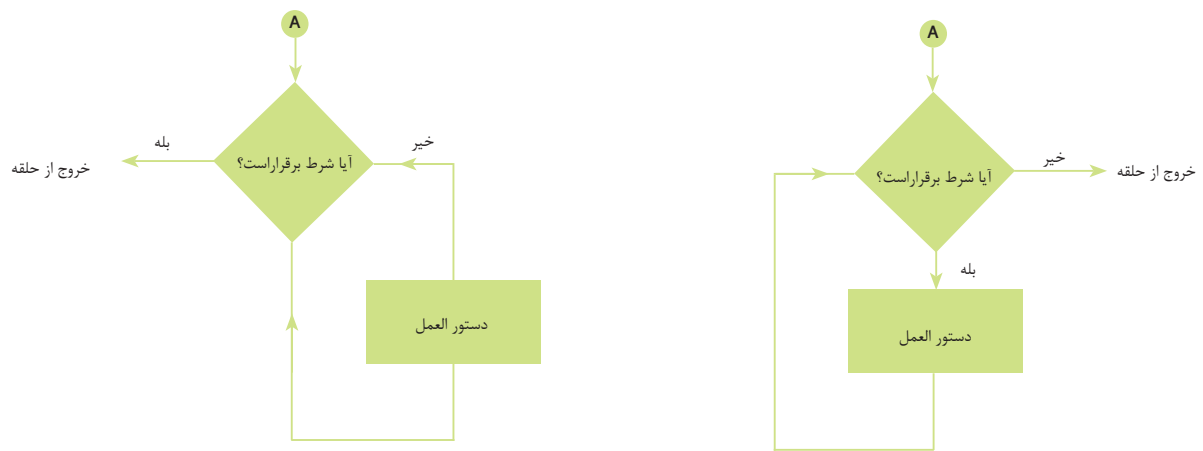 A
آیا شرط برقراراست؟
خیر
خروج از حلقه
بله
دستور العمل
A
آیا شرط برقراراست؟
خیر
بله
خروج از حلقه
دستور العمل